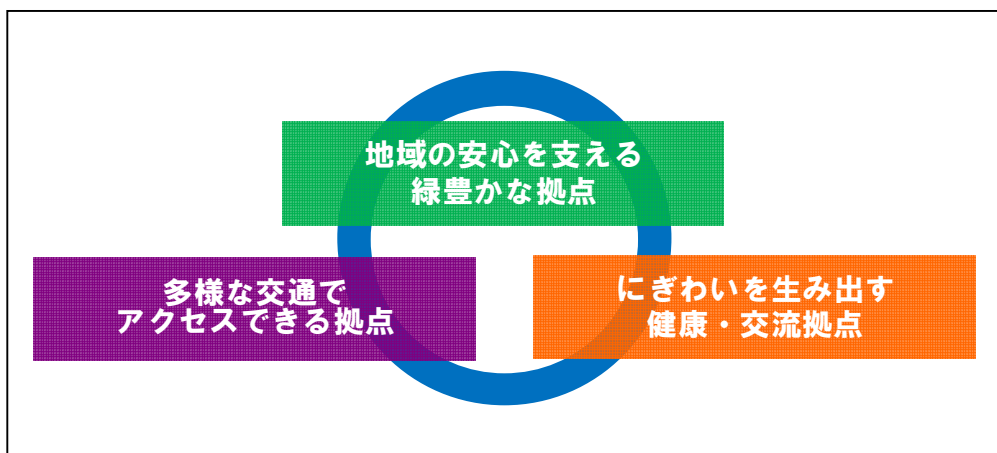 地域の安心を支える
緑豊かな拠点
多様な交通で
アクセスできる拠点
にぎわいを生み出す
健康・交流拠点